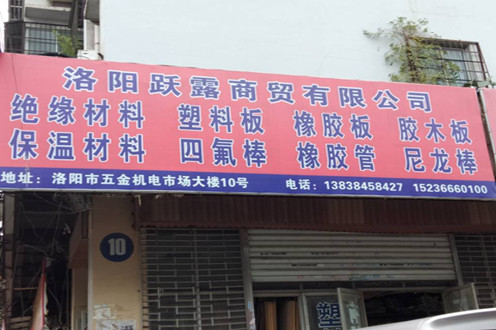 洛阳跃露商贸有限公司
绝缘材料 塑料板 橡胶板 胶木板
保温材料 四氟棒 橡胶管 尼龙棒
地址：洛阳市五金机电市场大楼10号 电话：13838458427 15236660100
10
塑